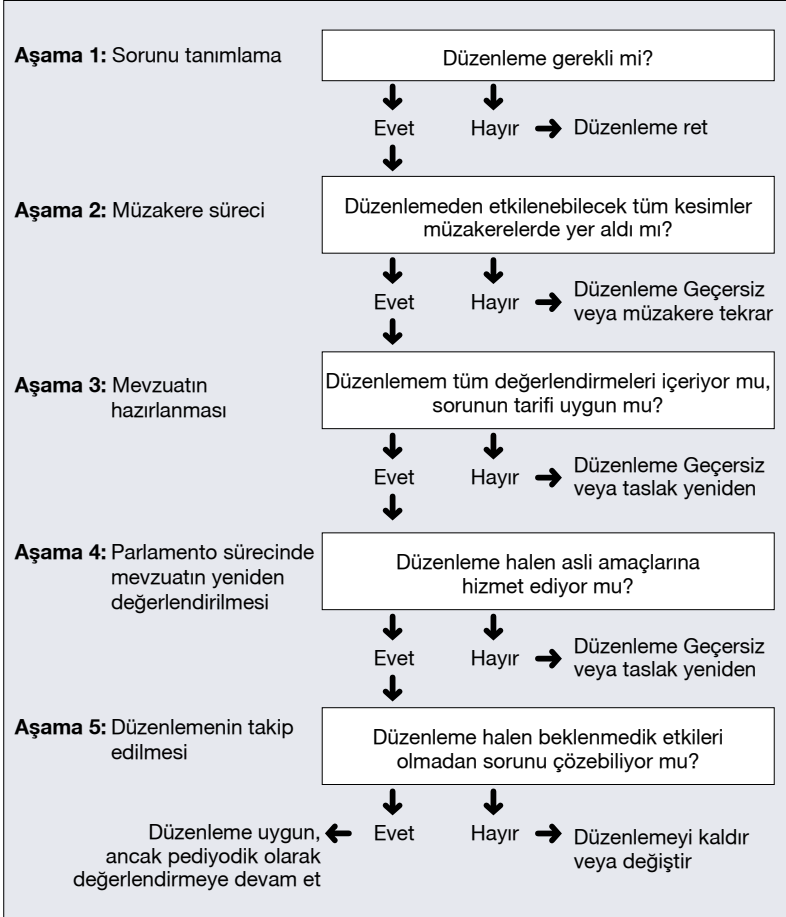 Aşama 1: Sorunu tanımlama
Düzenleme gerekli mi?
Evet
Hayır
Düzenleme ret
Aşama 2: Müzakere süreci
Düzenlemeden etkilenebilecek tüm kesimler
müzakerelerde yer aldı mı?
Evet
Hayır
Düzenleme Geçersiz
veya müzakere tekrar
Aşama 3: Mevzuatın
hazırlanması
Düzenlemem tüm değerlendirmeleri içeriyor mu,
sorunun tarifi uygun mu?
Evet
Hayır
Düzenleme Geçersiz
veya taslak yeniden
Aşama 4: Parlamento sürecinde
mevzuatın yeniden
değerlendirilmesi
Düzenleme halen asli amaçlarına
hizmet ediyor mu?
Evet
Hayır
Düzenleme Geçersiz
veya taslak yeniden
Aşama 5: Düzenlemenin takip
edilmesi
Düzenleme halen beklenmedik etkileri
olmadan sorunu çözebiliyor mu?
Düzenleme uygun,
ancak pediyodik olarak
değerlendirmeye devam et
Evet
Hayır
Düzenlemeyi kaldır
veya değiştir